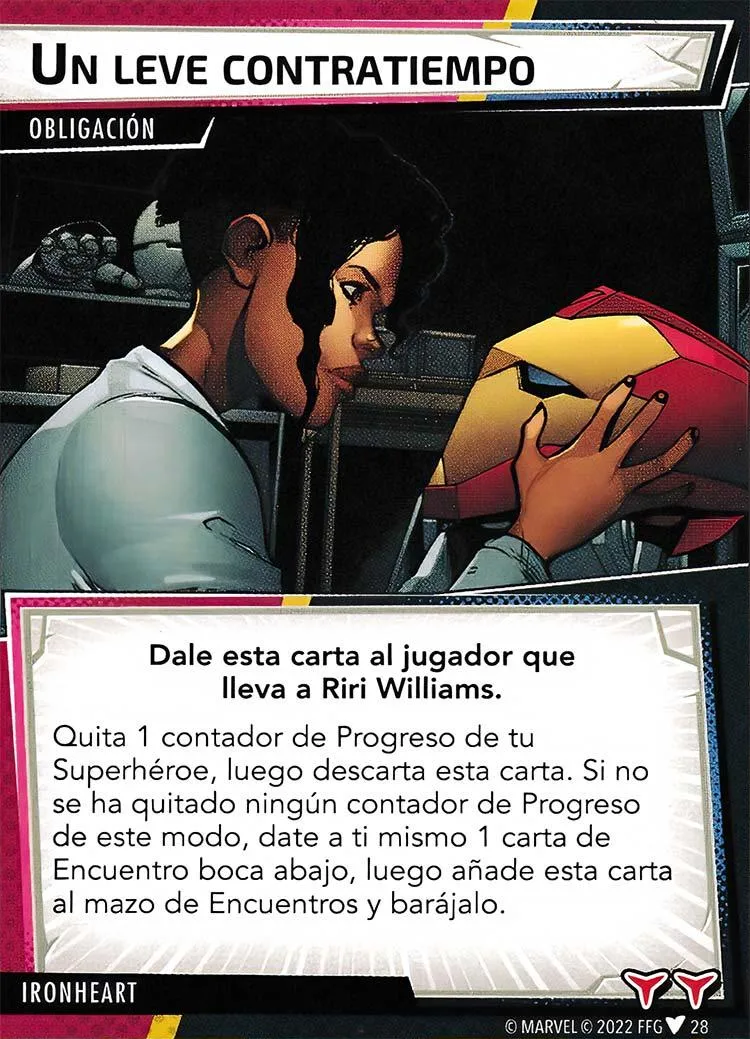 UN LEVE CONTRATIEMPO
OBLIGACIÓN
Dale esta carta al jugador que
lleva a Riri Williams.
Quita 1 contador de Progreso de tu
Superhéroe, luego descarta esta carta. Si no
se ha quitado ningún contador de Progreso
de este modo, date a ti mismo 1 carta de
Encuentro boca abajo, luego añade esta carta
al mazo de Encuentros y barájalo.
IRONHEART
© MARVEL © 2022 FFG 28